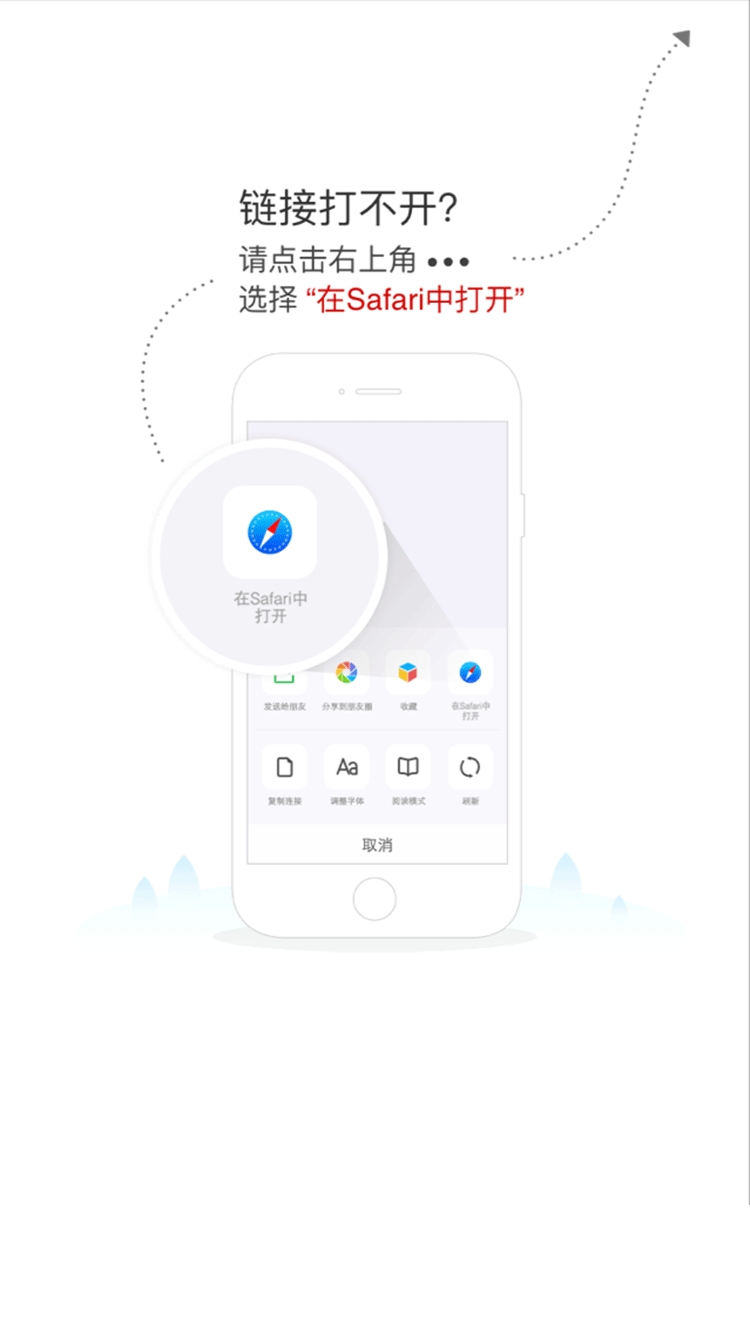 链接打不开?
请点击右上角 •••
选择 “在Safari中打开”
在Safari中
打开
发送给朋友
分享到朋友圈
收藏
在Safari中
打开
Aa
复制连接
调整字体
阅读模式
刷新
取消